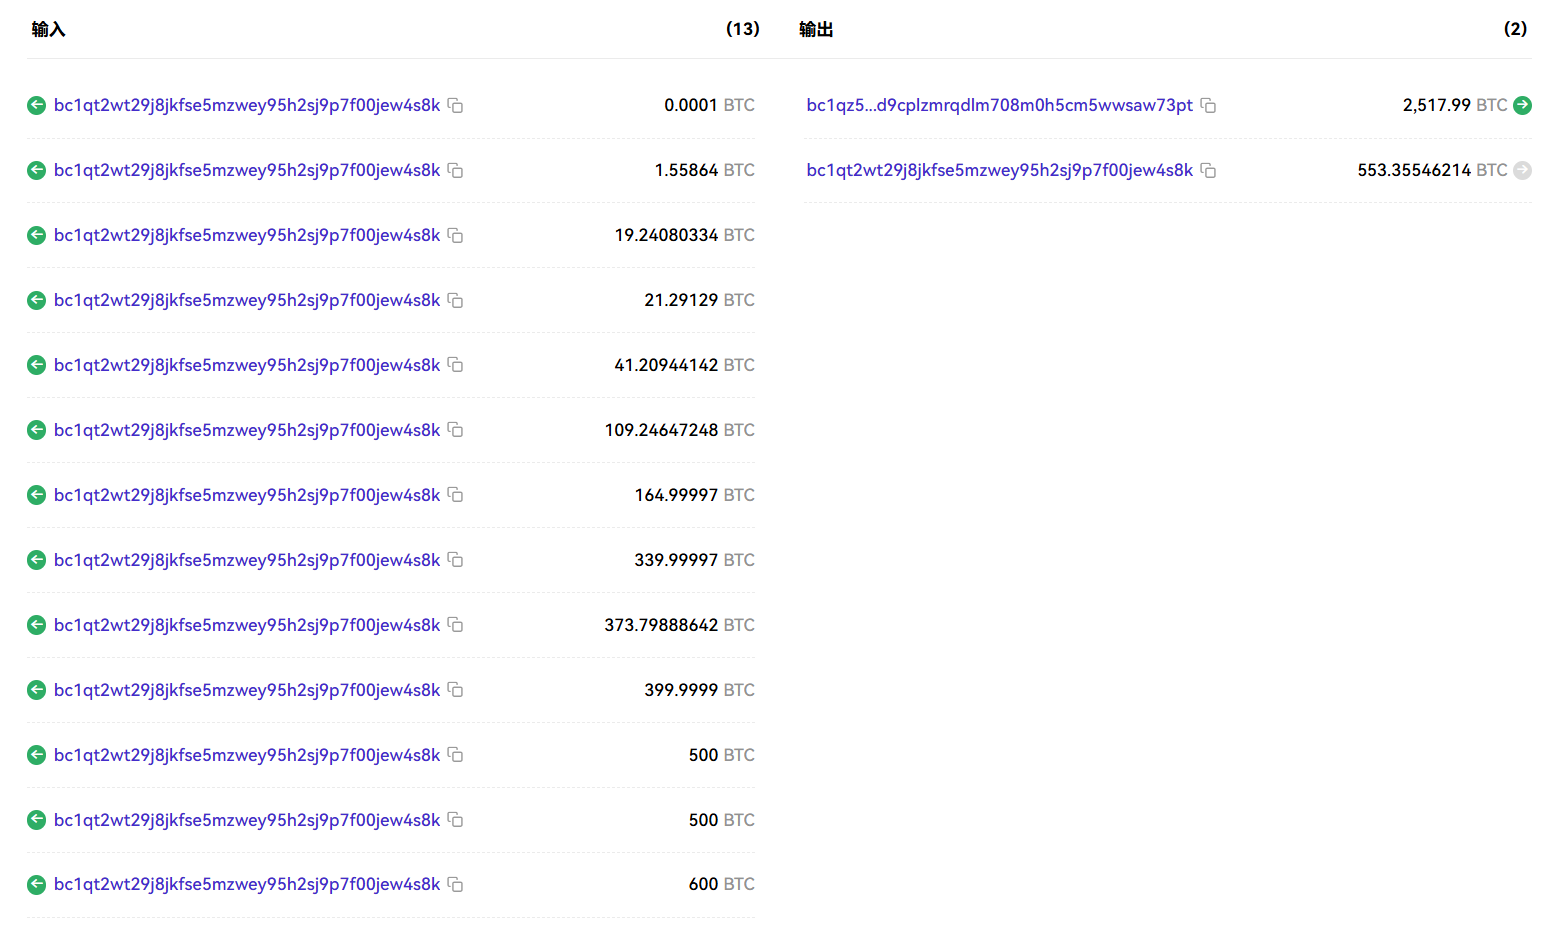 输入 (13) 输出 (2)
bc1qt2wt29j8jkfse5mzwey95h2sj9p7f00jew4s8k 0.0001 BTC bc1qz5...d9cplzmrqdlm708m0h5cm5wwsaw73pt 2,517.99 BTC
bc1qt2wt29j8jkfse5mzwey95h2sj9p7f00jew4s8k 1.55864 BTC bc1qt2wt29j8jkfse5mzwey95h2sj9p7f00jew4s8k 553.35546214 BTC
bc1qt2wt29j8jkfse5mzwey95h2sj9p7f00jew4s8k 19.24080334 BTC
bc1qt2wt29j8jkfse5mzwey95h2sj9p7f00jew4s8k 21.29129 BTC
bc1qt2wt29j8jkfse5mzwey95h2sj9p7f00jew4s8k 41.20944142 BTC
bc1qt2wt29j8jkfse5mzwey95h2sj9p7f00jew4s8k 109.24647248 BTC
bc1qt2wt29j8jkfse5mzwey95h2sj9p7f00jew4s8k 164.99997 BTC
bc1qt2wt29j8jkfse5mzwey95h2sj9p7f00jew4s8k 339.99997 BTC
bc1qt2wt29j8jkfse5mzwey95h2sj9p7f00jew4s8k 373.79888642 BTC
bc1qt2wt29j8jkfse5mzwey95h2sj9p7f00jew4s8k 399.9999 BTC
bc1qt2wt29j8jkfse5mzwey95h2sj9p7f00jew4s8k 500 BTC
bc1qt2wt29j8jkfse5mzwey95h2sj9p7f00jew4s8k 500 BTC
bc1qt2wt29j8jkfse5mzwey95h2sj9p7f00jew4s8k 600 BTC